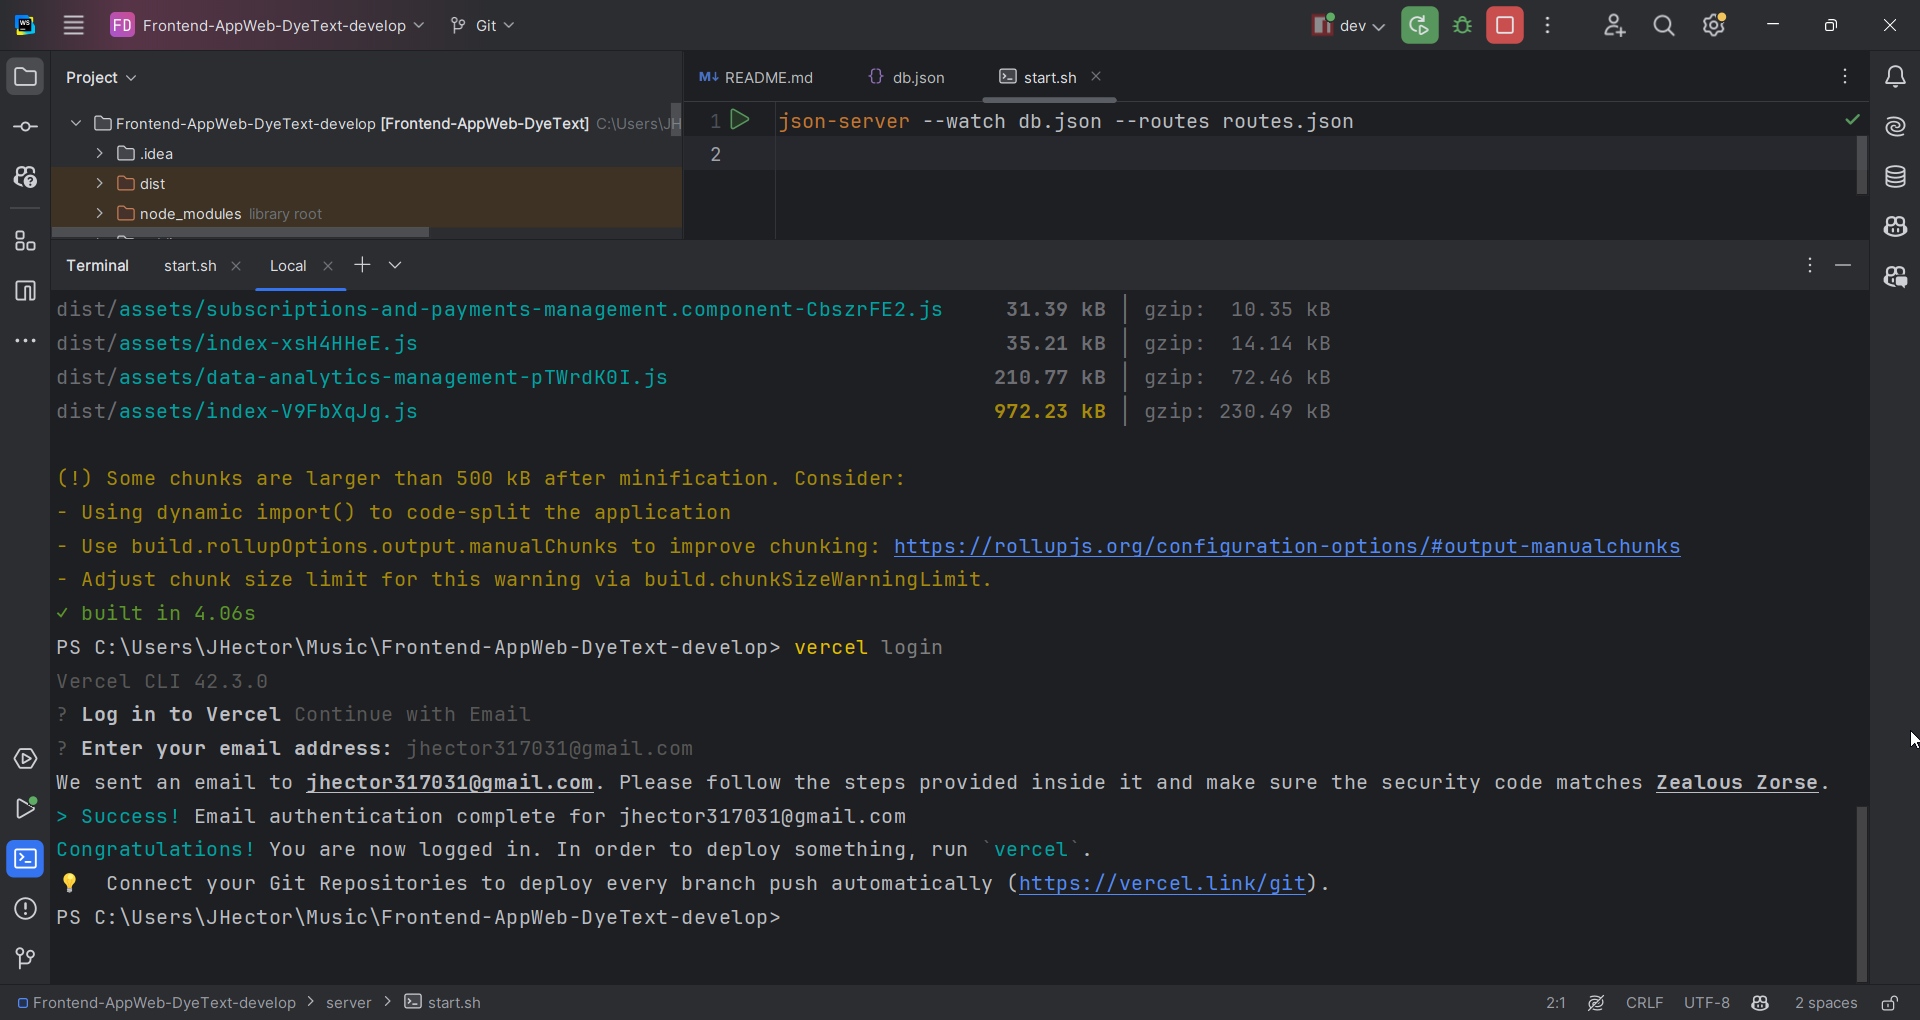 WS
FD Frontend-AppWeb-DyeText-develop Git dev
Project
README.md db.json start.sh
Frontend-AppWeb-DyeText-develop [Frontend-AppWeb-DyeText] C:\Users\JH
.idea
dist
node_modules library root
1 json-server --watch db.json --routes routes.json
2
Terminal start.sh Local
dist/assets/subscriptions-and-payments-management.component-CbszrFE2.js 31.39 kB │ gzip: 10.35 kB
dist/assets/index-xsH4HHeE.js 35.21 kB │ gzip: 14.14 kB
dist/assets/data-analytics-management-pTWrdK0I.js 210.77 kB │ gzip: 72.46 kB
dist/assets/index-V9FbXqJg.js 972.23 kB │ gzip: 230.49 kB
(!) Some chunks are larger than 500 kB after minification. Consider:
- Using dynamic import() to code-split the application
- Use build.rollupOptions.output.manualChunks to improve chunking: https://rollupjs.org/configuration-options/#output-manualchunks
- Adjust chunk size limit for this warning via build.chunkSizeWarningLimit.
✓ built in 4.06s
PS C:\Users\JHector\Music\Frontend-AppWeb-DyeText-develop> vercel login
Vercel CLI 42.3.0
? Log in to Vercel Continue with Email
? Enter your email address: jhector317031@gmail.com
We sent an email to jhector317031@gmail.com. Please follow the steps provided inside it and make sure the security code matches Zealous Zorse.
> Success! Email authentication complete for jhector317031@gmail.com
Congratulations! You are now logged in. In order to deploy something, run `vercel`.
💡 Connect your Git Repositories to deploy every branch push automatically (https://vercel.link/git).
PS C:\Users\JHector\Music\Frontend-AppWeb-DyeText-develop>
Frontend-AppWeb-DyeText-develop > server > start.sh 2:1 CRLF UTF-8 2 spaces